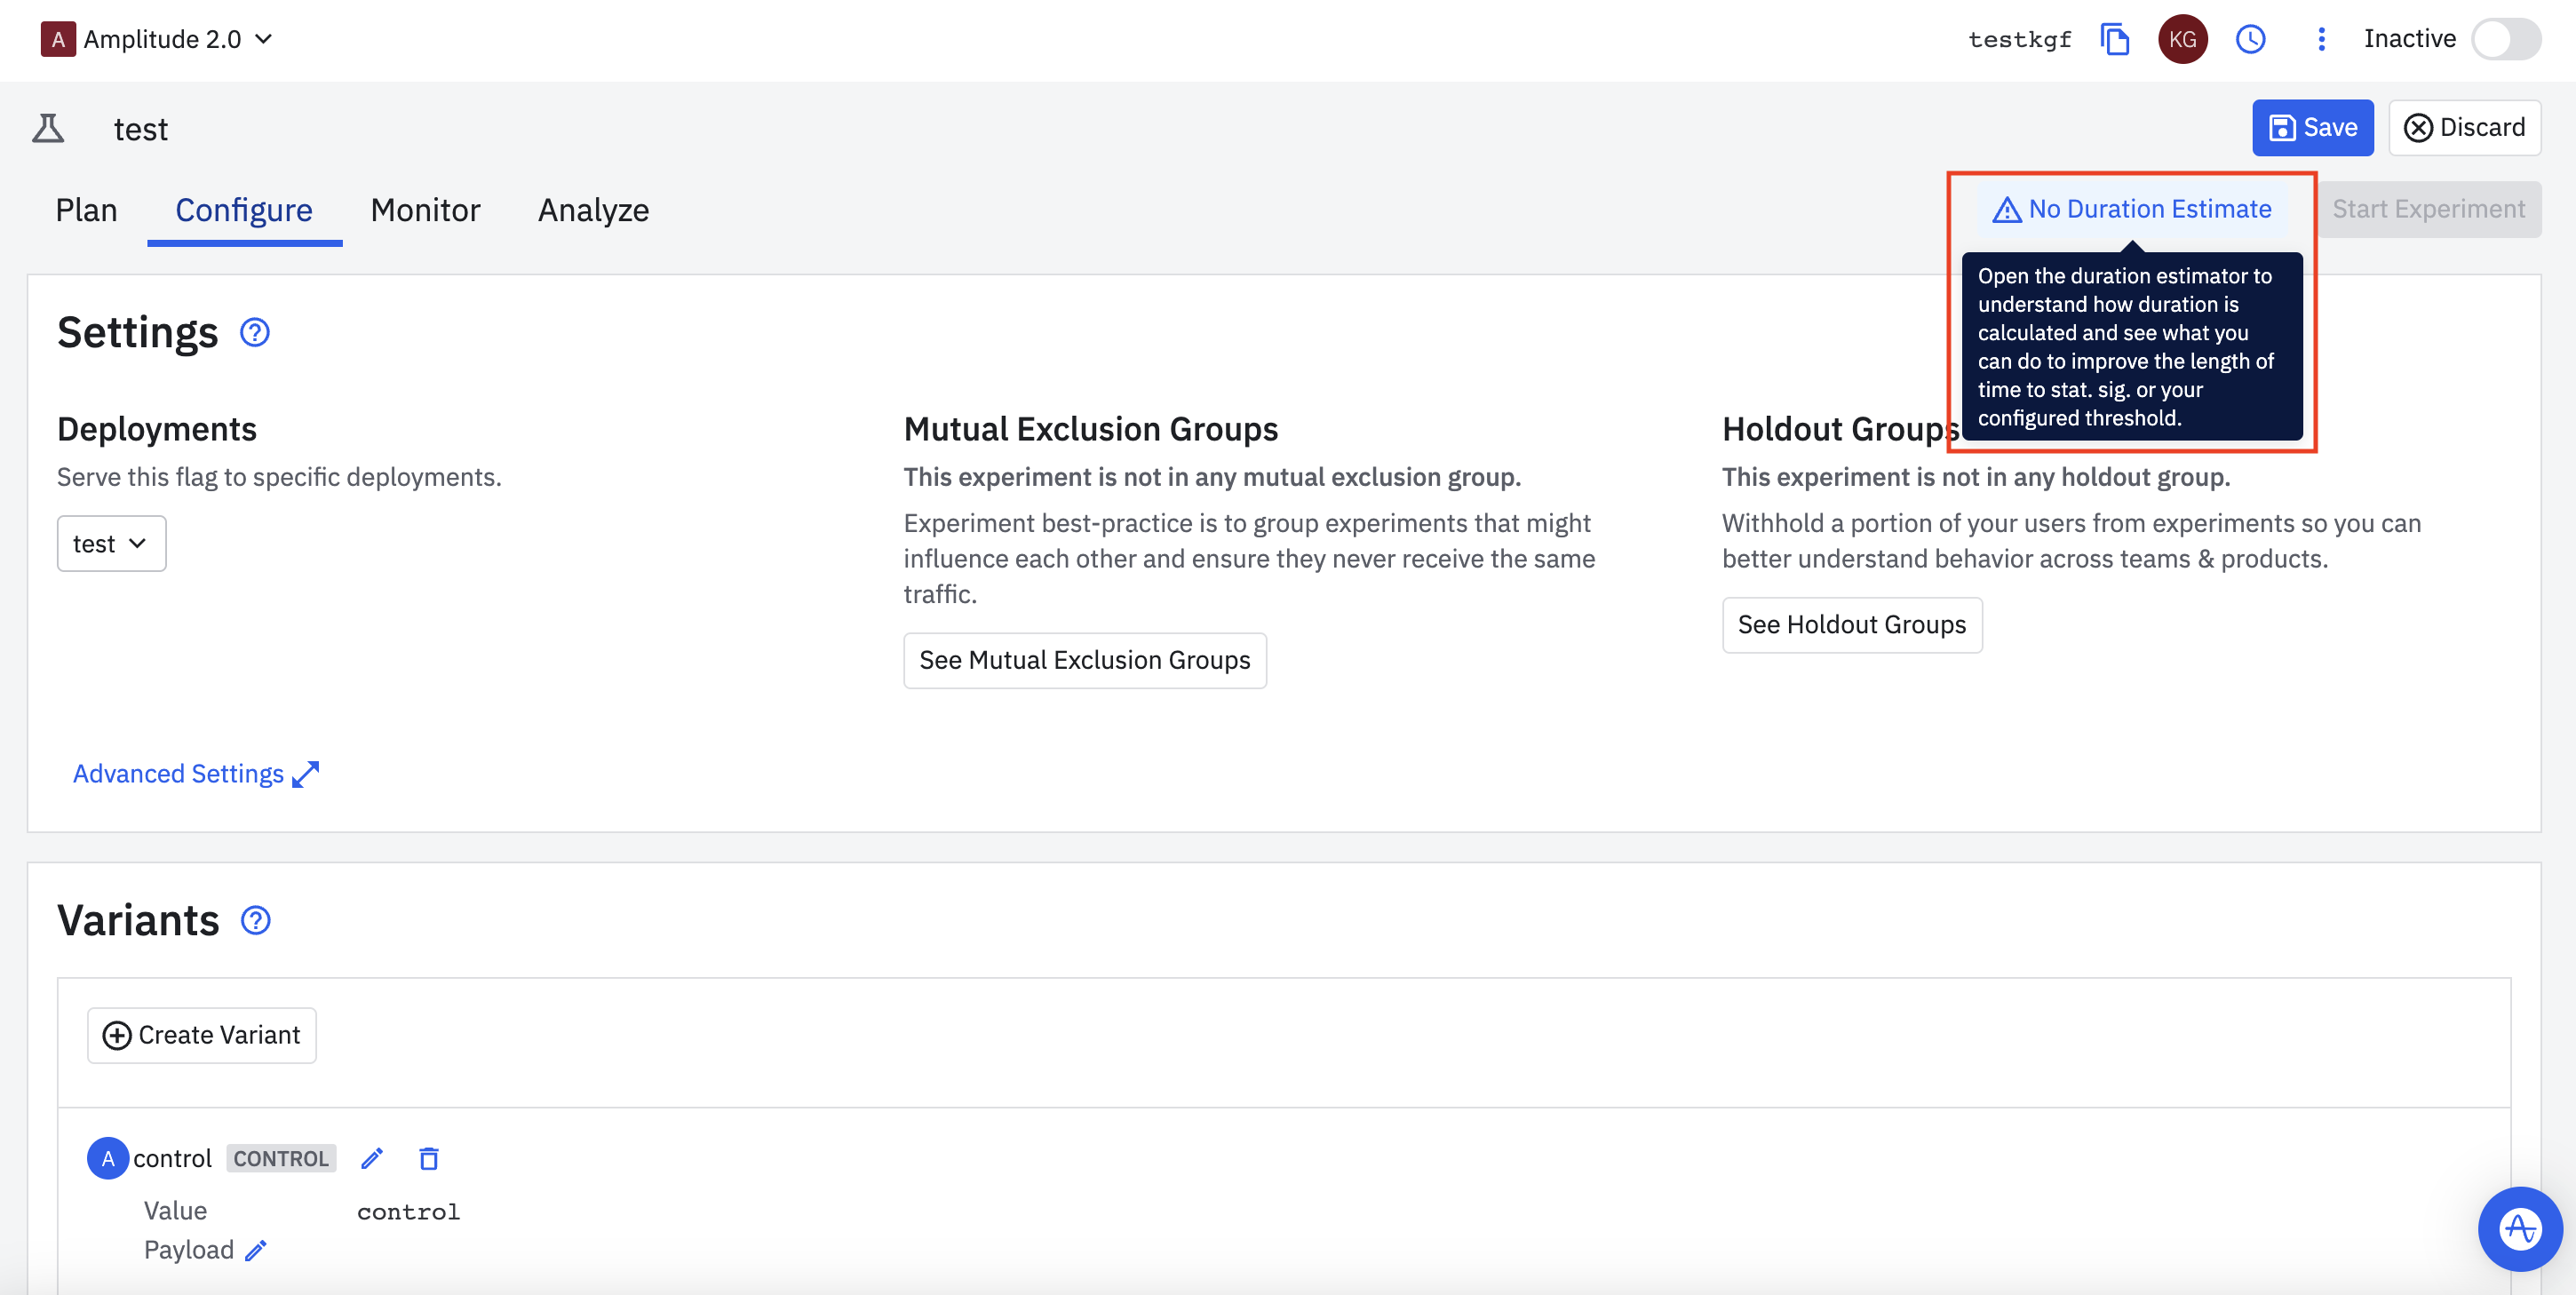 A Amplitude 2.0
testkgf
KG
Inactive
test
Save
Discard
Plan
Configure
Monitor
Analyze
No Duration Estimate
Start Experiment
Open the duration estimator to
understand how duration is
calculated and see what you
can do to improve the length of
time to stat. sig. or your
configured threshold.
Settings
Deployments
Serve this flag to specific deployments.
test
Mutual Exclusion Groups
This experiment is not in any mutual exclusion group.
Experiment best-practice is to group experiments that might
influence each other and ensure they never receive the same
traffic.
See Mutual Exclusion Groups
Holdout Groups
This experiment is not in any holdout group.
Withhold a portion of your users from experiments so you can
better understand behavior across teams & products.
See Holdout Groups
Advanced Settings
Variants
Create Variant
A control CONTROL
Value control
Payload